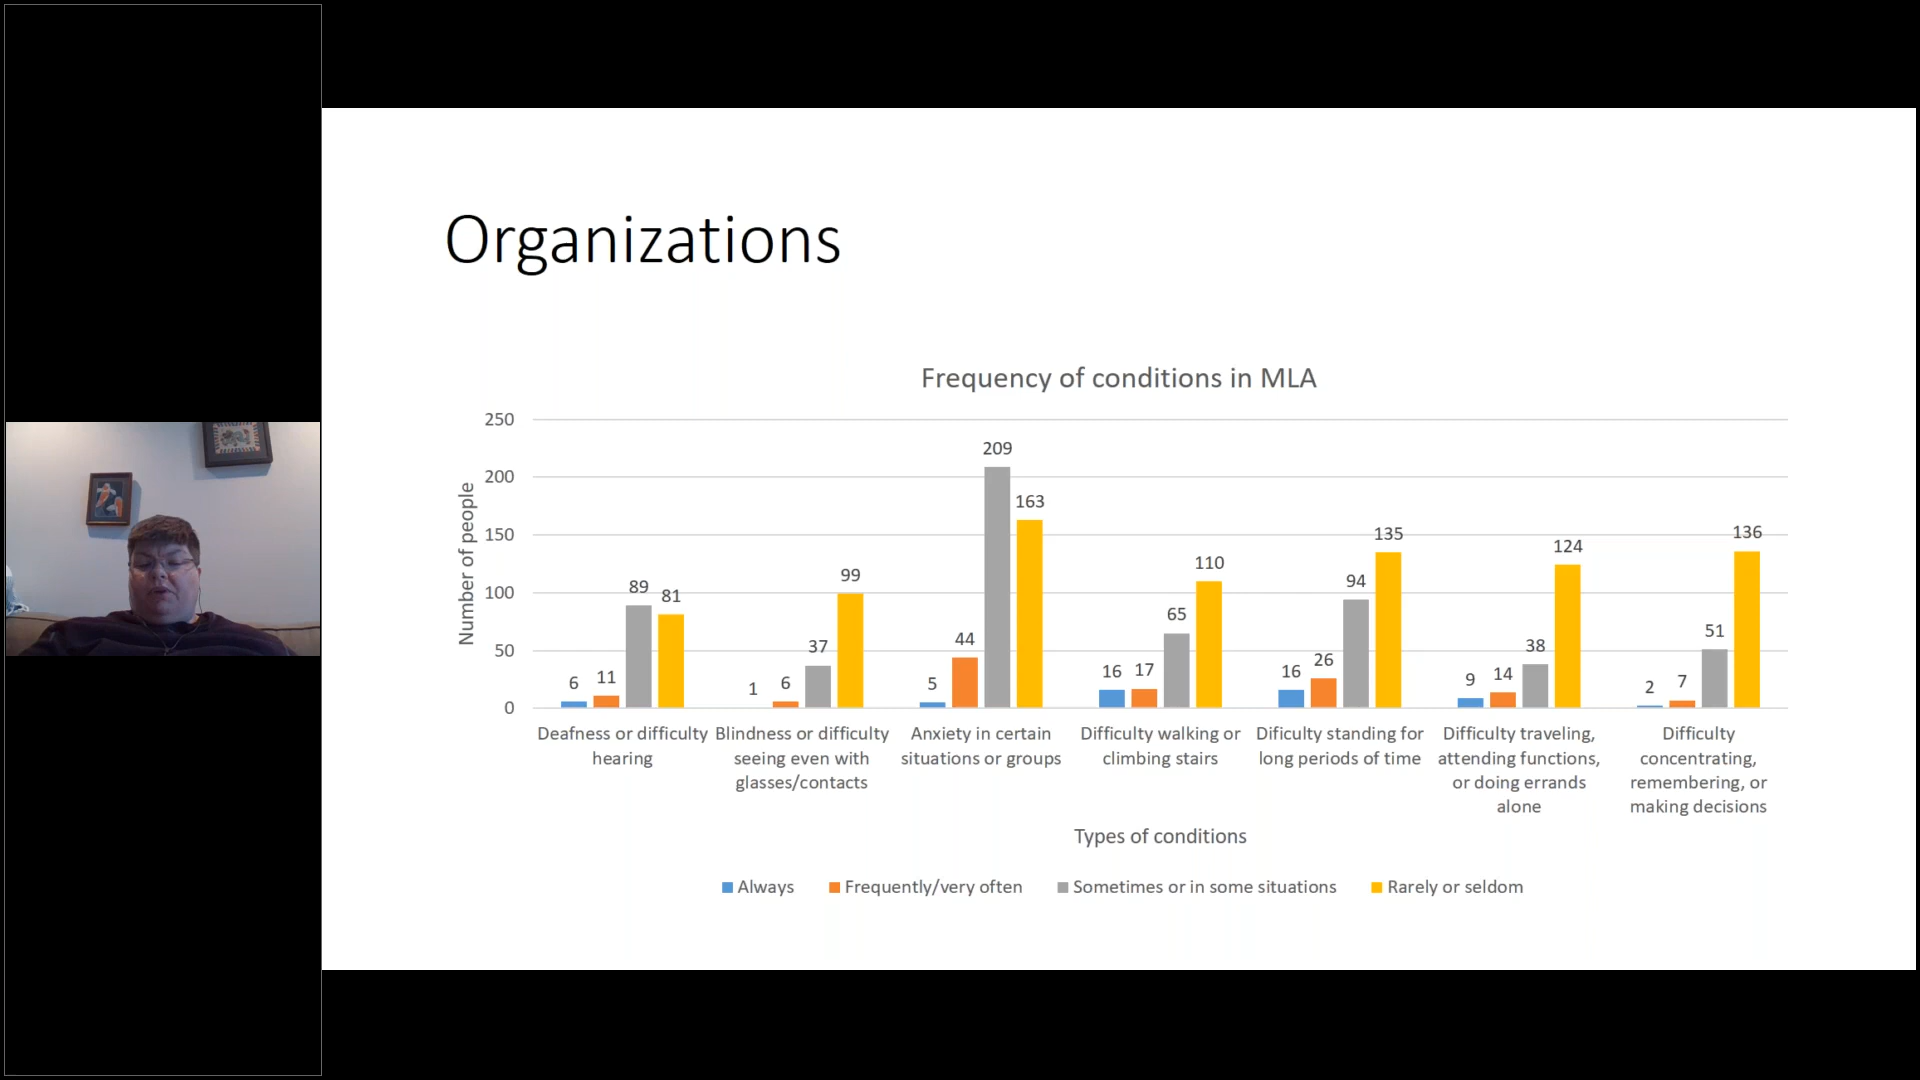 Organizations
Frequency of conditions in MLA
Number of people
250
200
150
100
50
0
6 11 89 81
1 6 37 99
5 44 209 163
16 17 65 110
16 26 94 135
9 14 38 124
2 7 51 136
Deafness or difficulty
hearing
Blindness or difficulty
seeing even with
glasses/contacts
Anxiety in certain
situations or groups
Difficulty walking or
climbing stairs
Dificulty standing for
long periods of time
Difficulty traveling,
attending functions,
or doing errands
alone
Difficulty
concentrating,
remembering, or
making decisions
Types of conditions
Always Frequently/very often Sometimes or in some situations Rarely or seldom